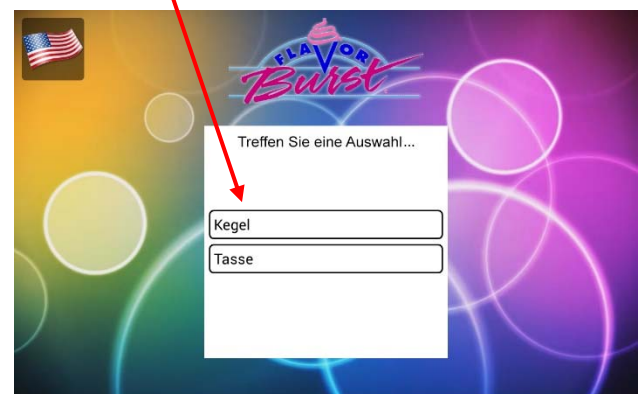 FLAVOR
Burst
Treffen Sie eine Auswahl...
Kegel
Tasse